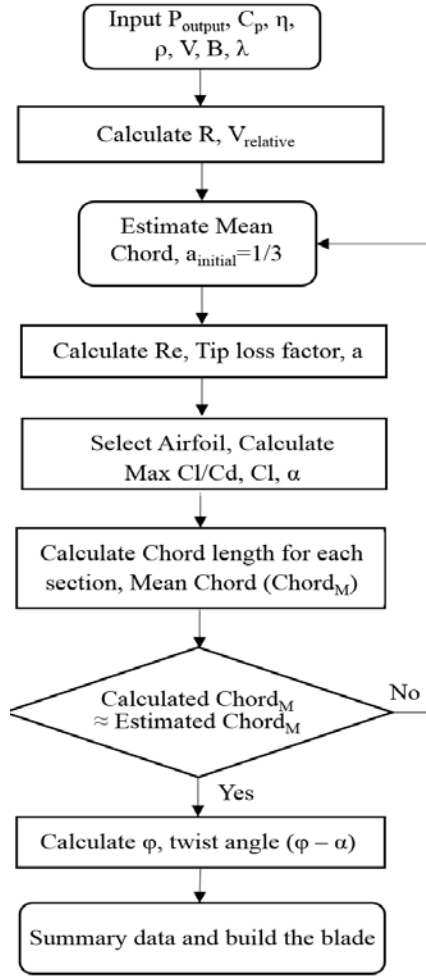 Input P_output, C_p, η,
ρ, V, B, λ
Calculate R, V_relative
Estimate Mean
Chord, a_initial=1/3
Calculate Re, Tip loss factor, a
Select Airfoil, Calculate
Max Cl/Cd, Cl, α
Calculate Chord length for each
section, Mean Chord (Chord_M)
Calculated Chord_M
≈ Estimated Chord_M
No
Yes
Calculate φ, twist angle (φ – α)
Summary data and build the blade